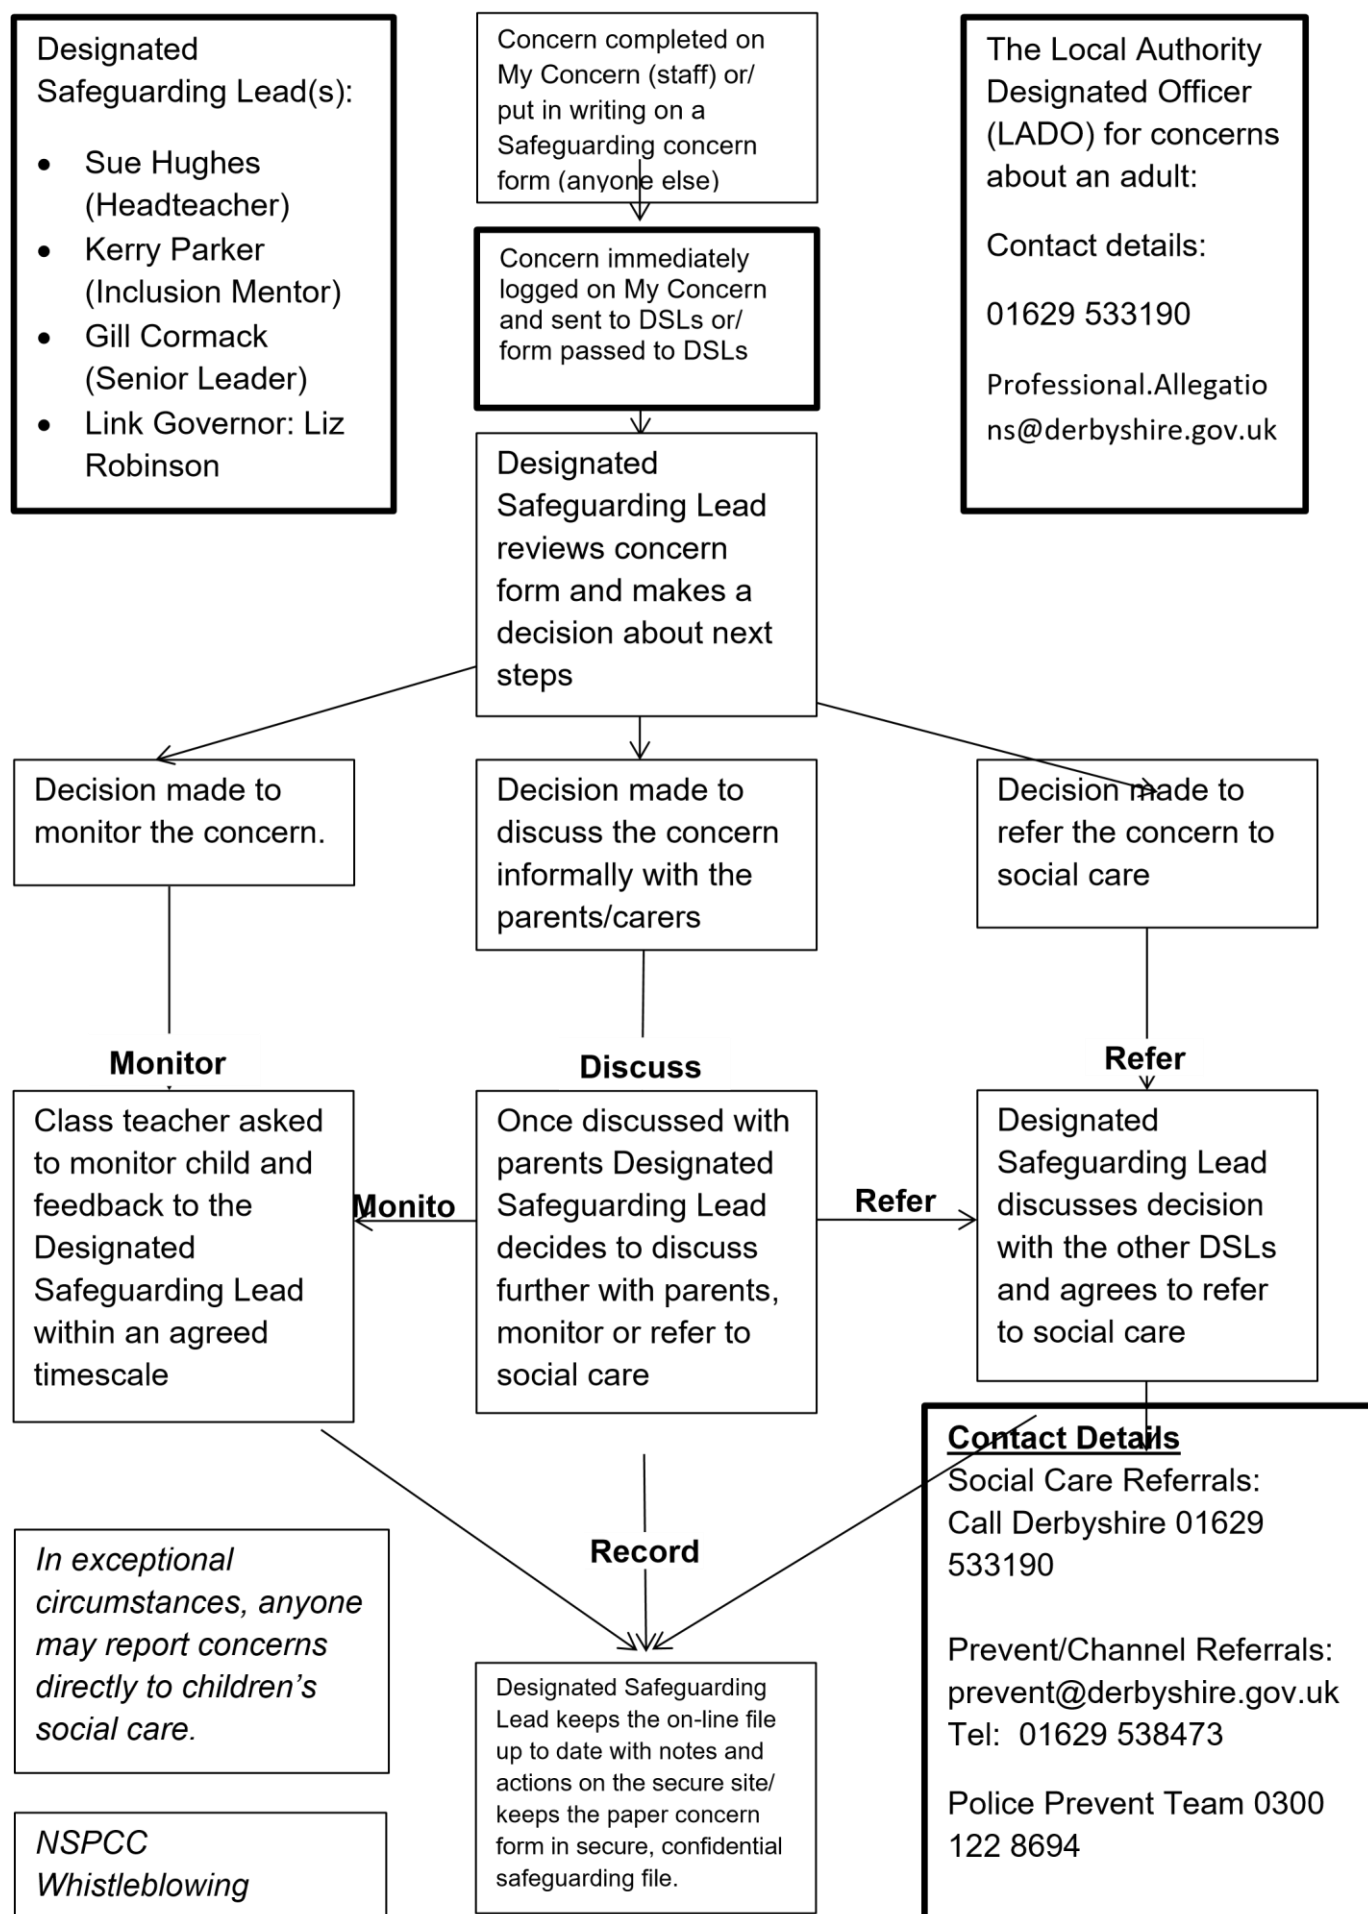 Designated
Safeguarding Lead(s):
• Sue Hughes
(Headteacher)
• Kerry Parker
(Inclusion Mentor)
• Gill Cormack
(Senior Leader)
• Link Governor: Liz
Robinson
Concern completed on
My Concern (staff) or/
put in writing on a
Safeguarding concern
form (anyone else)
The Local Authority
Designated Officer
(LADO) for concerns
about an adult:
Contact details:
01629 533190
Professional.Allegatio
ns@derbyshire.gov.uk
Concern immediately
logged on My Concern
and sent to DSLs or/
form passed to DSLs
Designated
Safeguarding Lead
reviews concern
form and makes a
decision about next
steps
Decision made to
monitor the concern.
Decision made to
discuss the concern
informally with the
parents/carers
Decision made to
refer the concern to
social care
Monitor
Discuss
Refer
Class teacher asked
to monitor child and
feedback to the
Designated
Safeguarding Lead
within an agreed
timescale
Monito
Once discussed with
parents Designated
Safeguarding Lead
decides to discuss
further with parents,
monitor or refer to
social care
Refer
Designated
Safeguarding Lead
discusses decision
with the other DSLs
and agrees to refer
to social care
Contact Details
Social Care Referrals:
Call Derbyshire 01629
533190
Prevent/Channel Referrals:
prevent@derbyshire.gov.uk
Tel: 01629 538473
Police Prevent Team 0300
122 8694
Record
In exceptional
circumstances, anyone
may report concerns
directly to children’s
social care.
Designated Safeguarding
Lead keeps the on-line file
up to date with notes and
actions on the secure site/
keeps the paper concern
form in secure, confidential
safeguarding file.
NSPCC
Whistleblowing